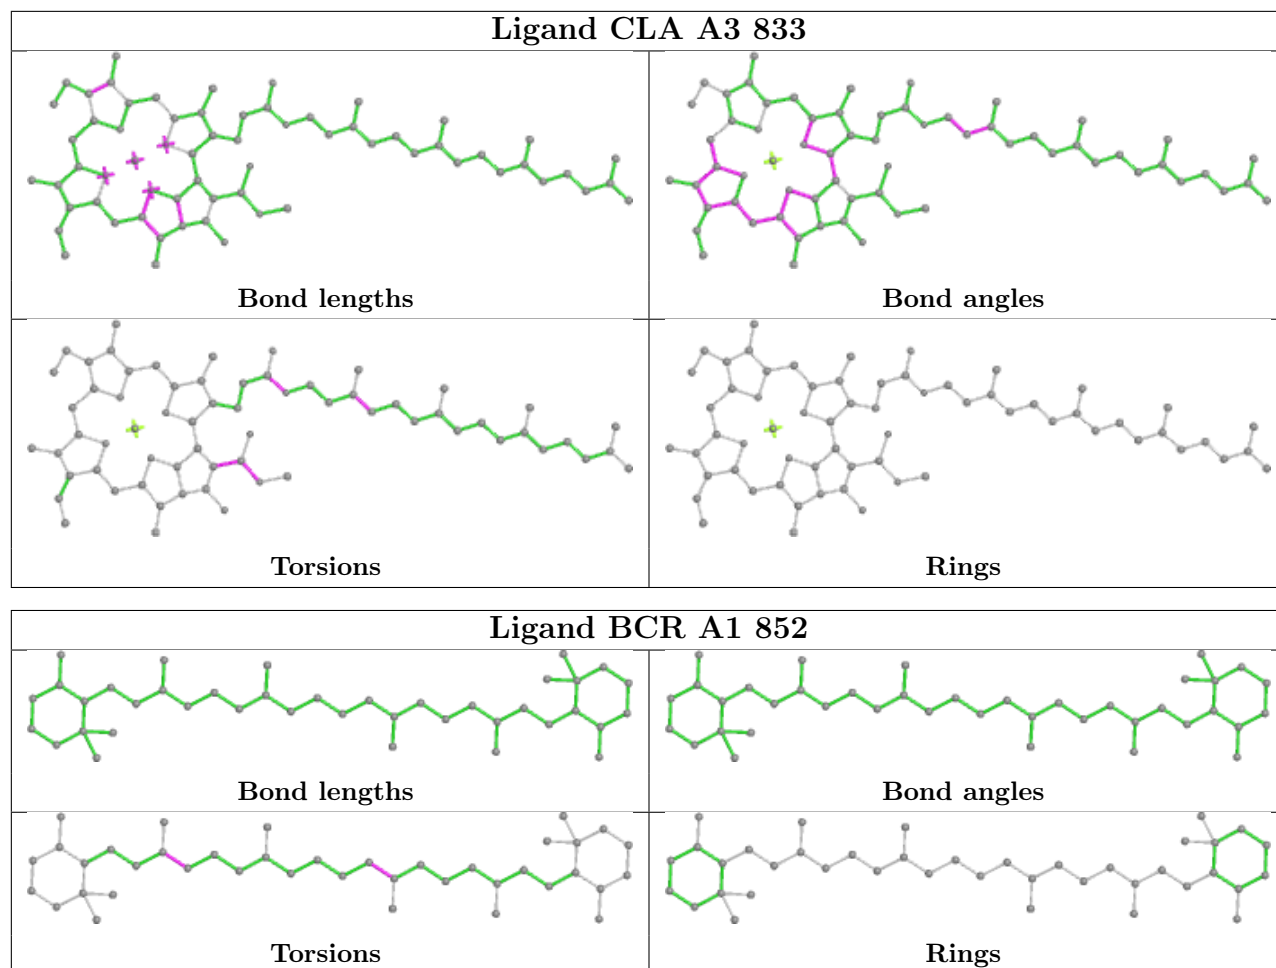 Ligand CLA A3 833
Bond lengths
Bond angles
Torsions
Rings
Ligand BCR A1 852
Bond lengths
Bond angles
Torsions
Rings